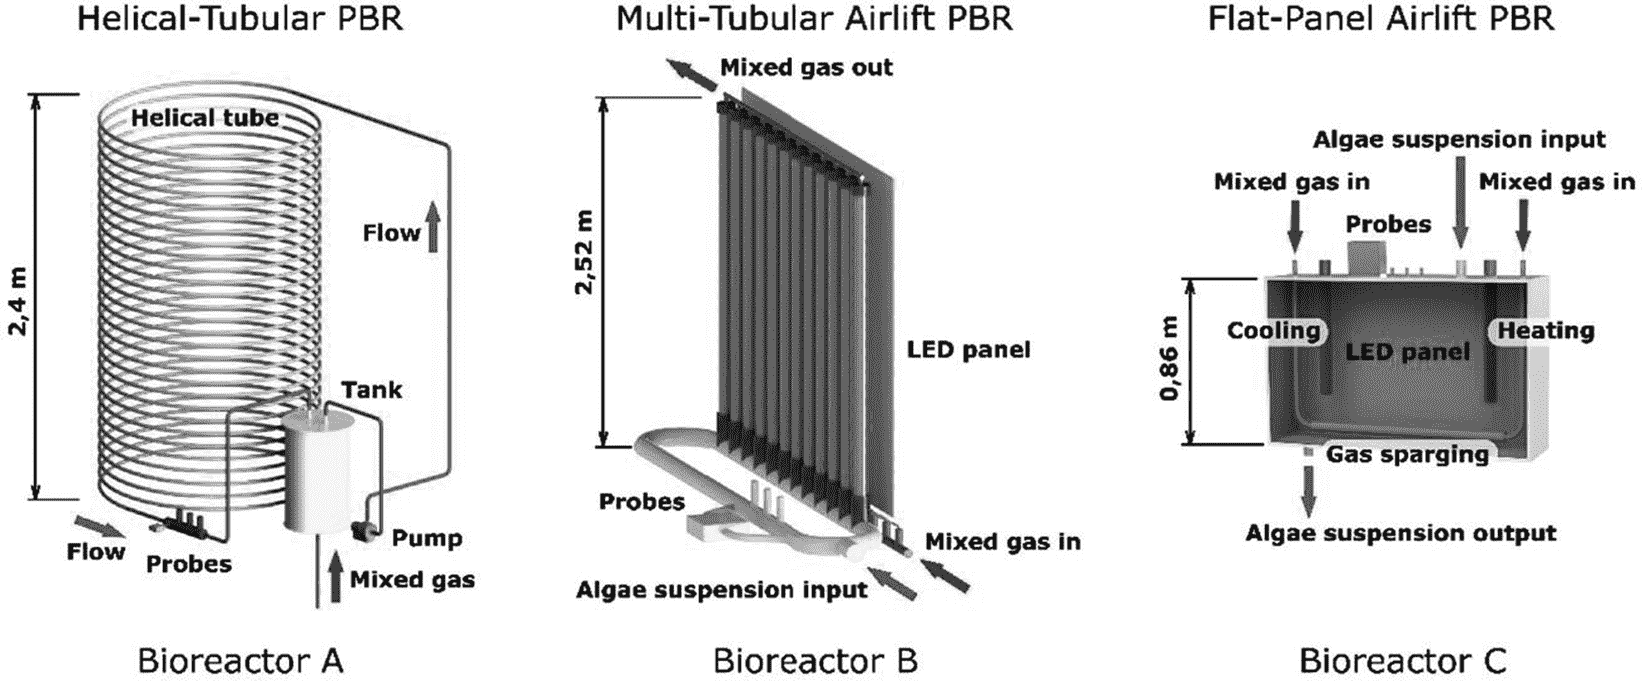 Helical-Tubular PBR
Helical tube
2,4 m
Flow
Tank
Flow
Probes
Pump
Mixed gas
Bioreactor A
Multi-Tubular Airlift PBR
Mixed gas out
2,52 m
LED panel
Probes
Mixed gas in
Algae suspension input
Bioreactor B
Flat-Panel Airlift PBR
Algae suspension input
Mixed gas in
Mixed gas in
Probes
0,86 m
Cooling
Heating
LED panel
Gas sparging
Algae suspension output
Bioreactor C